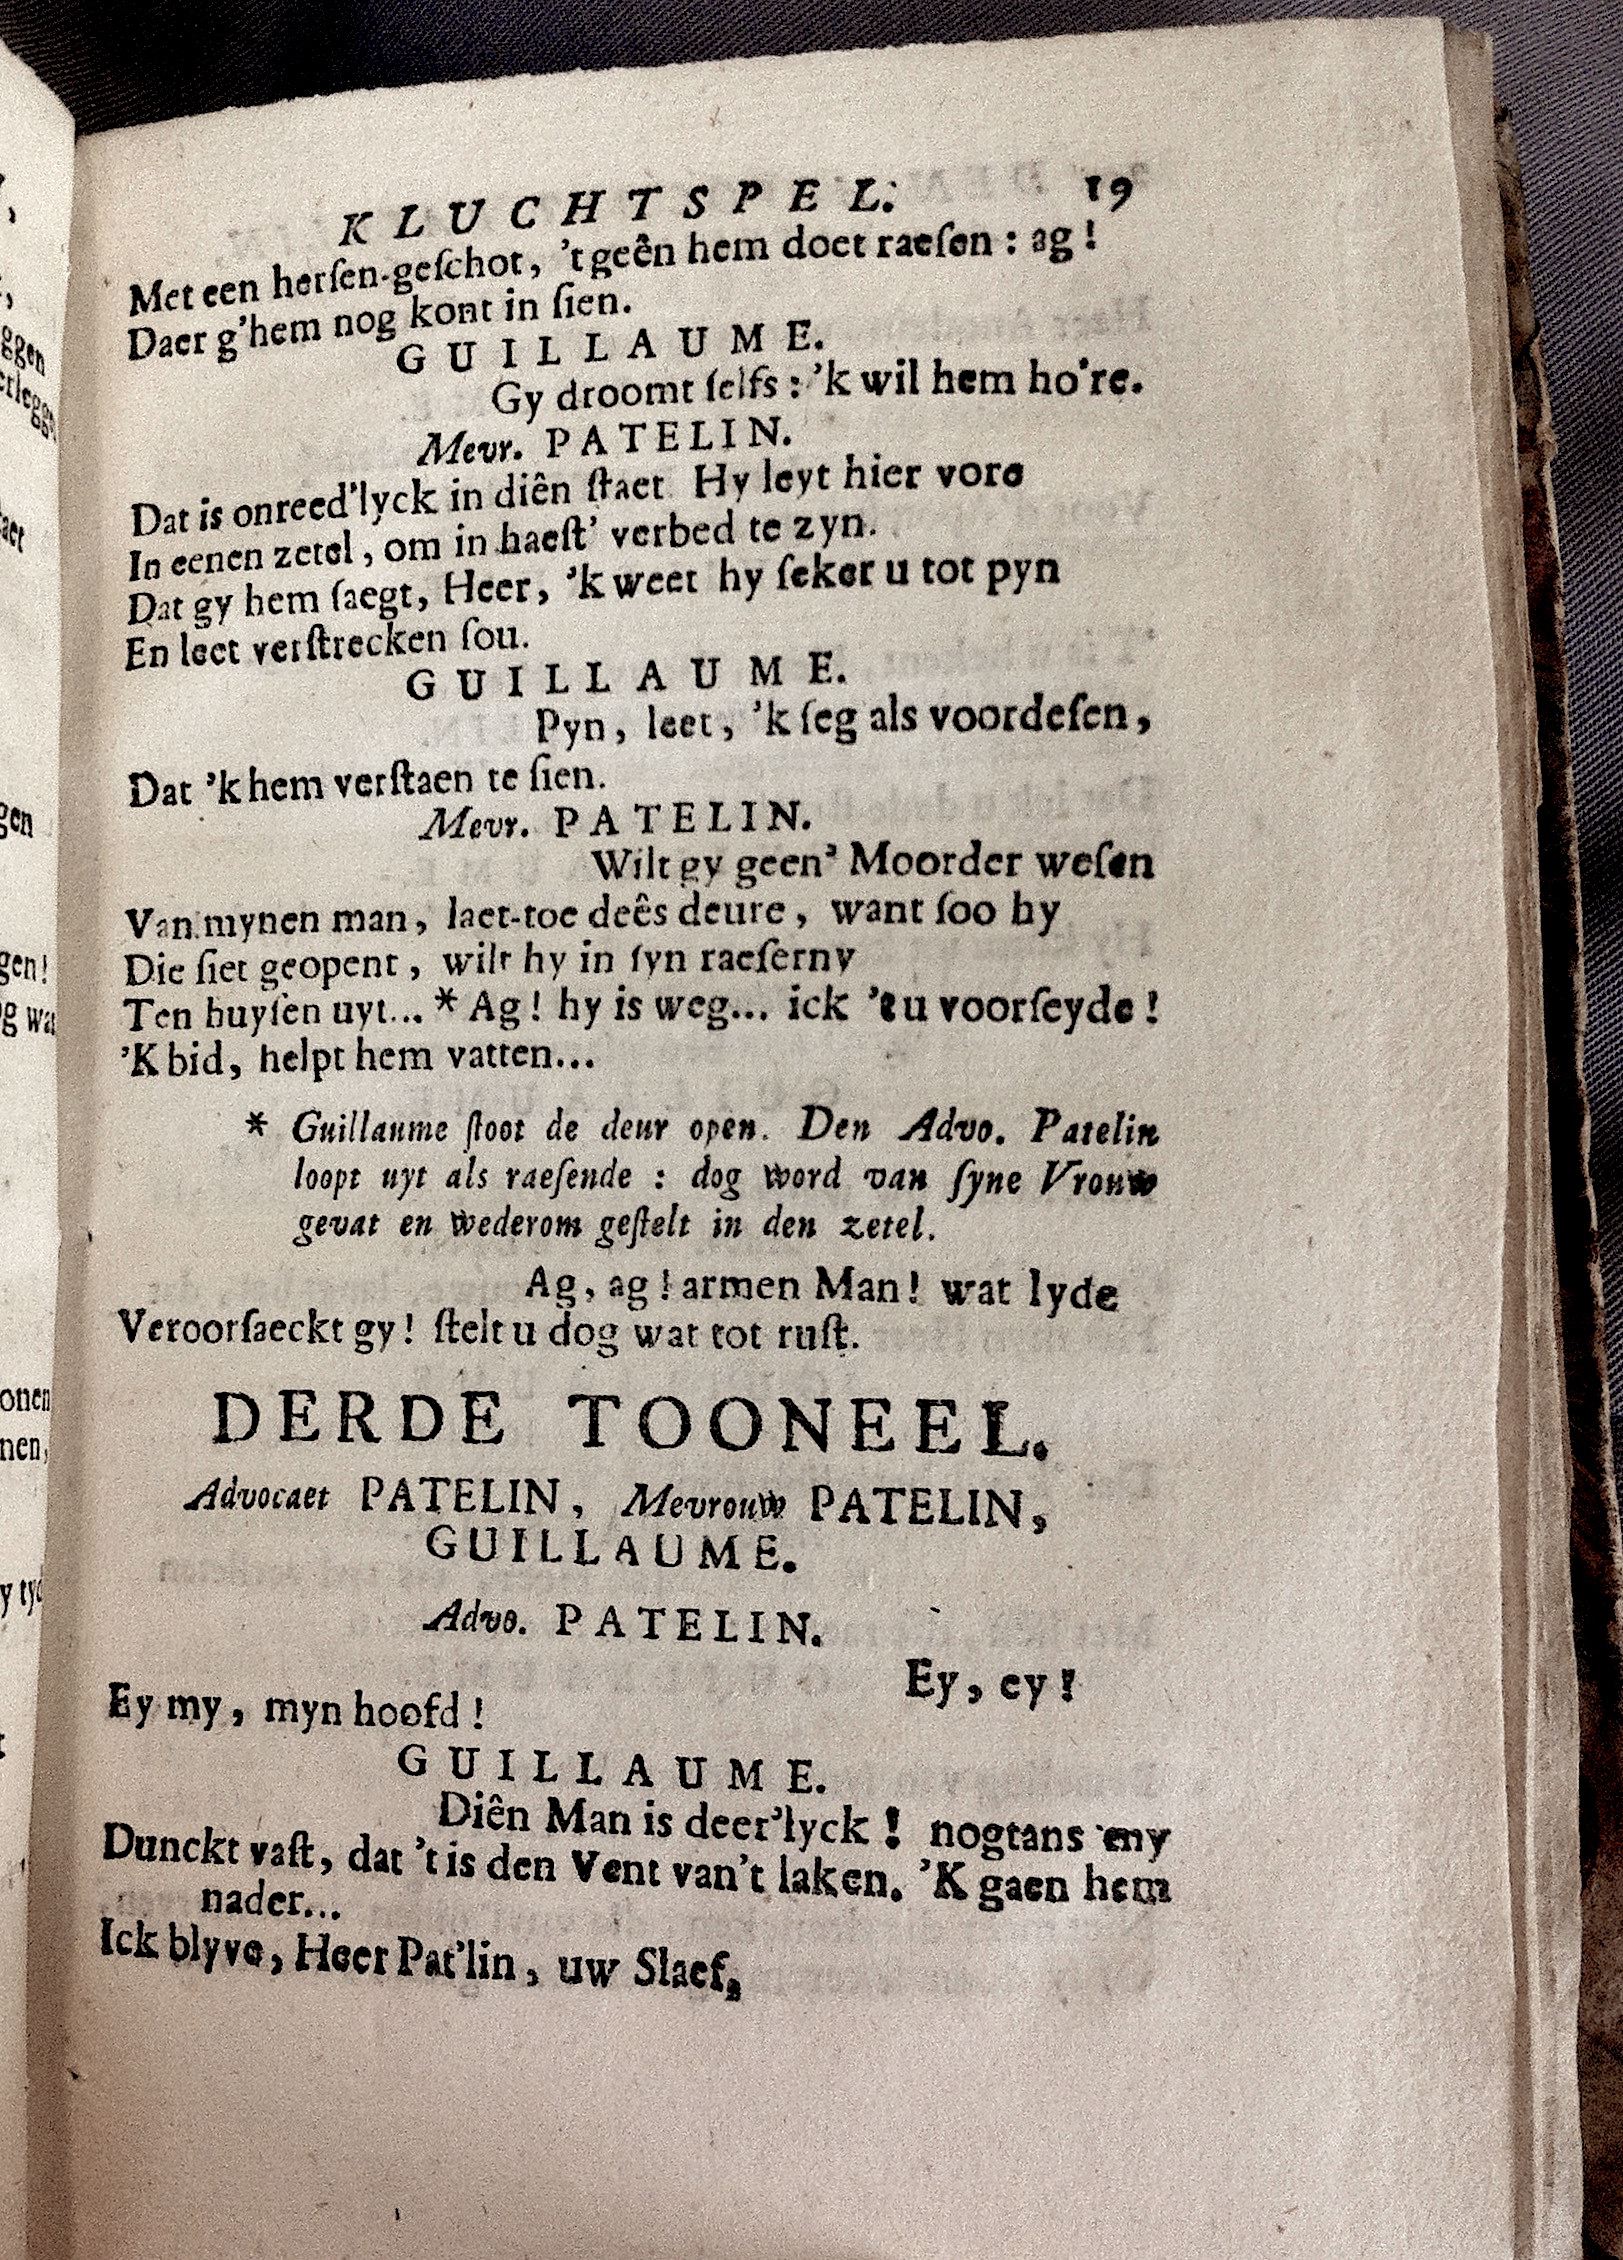 KLUCHTSPEL. 19
Met een herſen-geſchot, 't geên hem doet raeſen : ag !
Daer g'hem nog kont in ſien.
GUILLAUME.
Gy droomt ſelfs : 'k wil hem ho're.
Mevr. PATELIN.
Dat is onreed'lyck in diên ſtaet. Hy leyt hier vore
In eenen zetel, om in haeſt' verbed te zyn.
Dat gy hem ſaegt, Heer, 'k weet hy ſeker u tot pyn
En leet verſtrecken ſou.
GUILLAUME.
Pyn, leet, 'k ſeg als voordeſen,
Dat 'k hem verſtaen te ſien.
Mevr. PATELIN.
Wilt gy geen' Moorder weſen
Van mynen man, laet-toe deês deure, want ſoo hy
Die ſiet geopent, wilt hy in ſyn raeſerny
Ten huyſen uyt... * Ag ! hy is weg... ick 't u voorſeyde !
'K bid, helpt hem vatten...
* Guillaume ſtoot de deur open. Den Advo. Patelin
loopt uyt als raeſende : dog word van ſyne Vrouw
gevat en wederom geſtelt in den zetel.
Ag, ag ! armen Man ! wat lyde
Veroorſaeckt gy ! ſtelt u dog wat tot ruſt.
DERDE TOONEEL.
Advocaet PATELIN, Mevrouw PATELIN,
GUILLAUME.
Advo. PATELIN.
Ey, ey !
Ey my, myn hoofd !
GUILLAUME.
Diên Man is deer'lyck ! nogtans my
Dunckt vaſt, dat 't is den Vent van't laken. 'K gaen hem
nader...
Ick blyve, Heer Pat'lin, uw Slaef,
ggen
erlegge
aet
gen
gen!
g wat
onen
nen,
y tyd